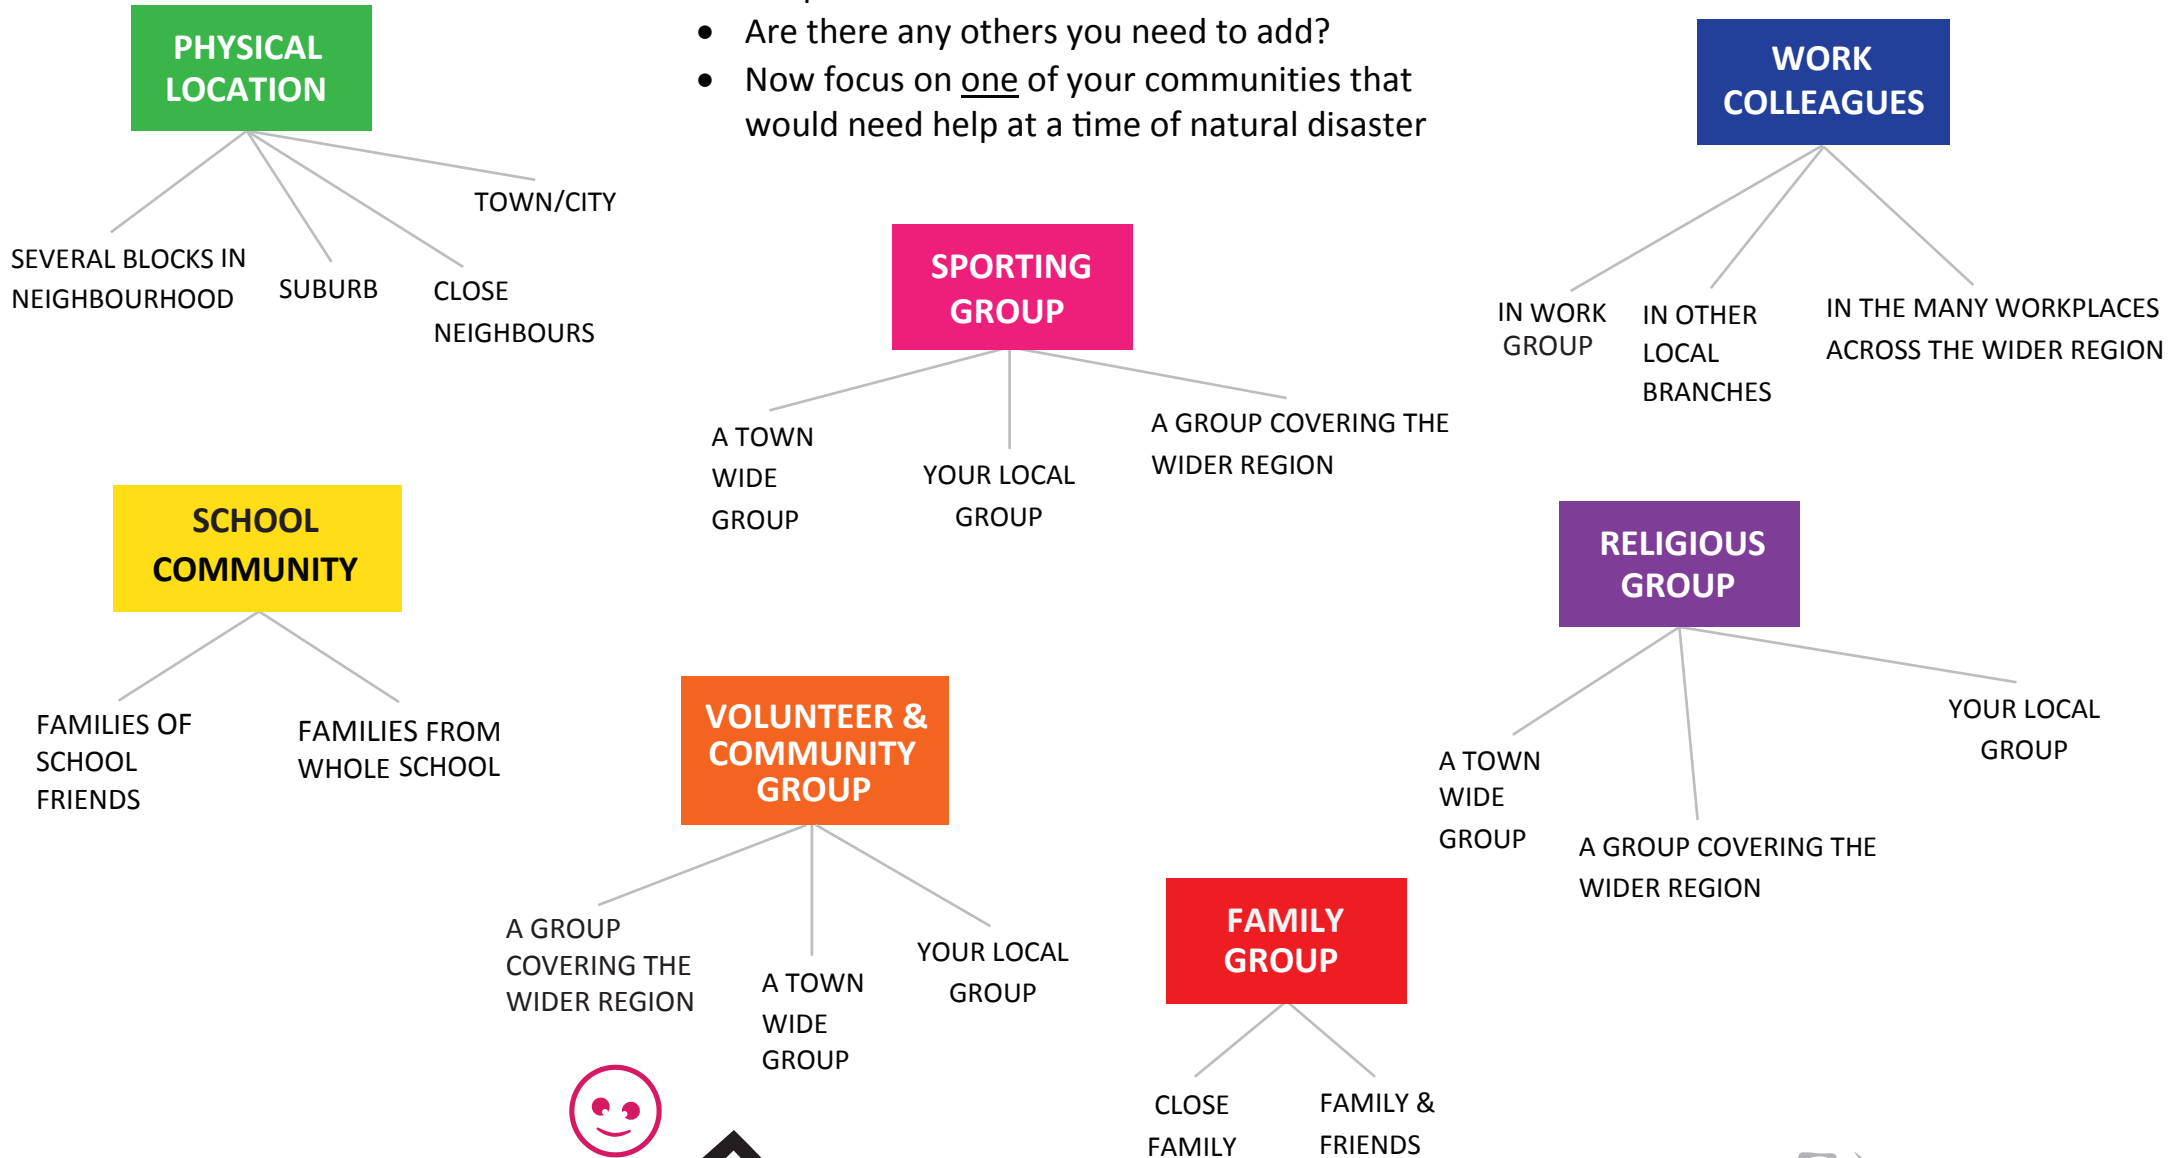 • Are there any others you need to add?
• Now focus on one of your communities that
would need help at a time of natural disaster
PHYSICAL
LOCATION
TOWN/CITY
SEVERAL BLOCKS IN
NEIGHBOURHOOD
SUBURB
CLOSE
NEIGHBOURS
WORK
COLLEAGUES
IN WORK
GROUP
IN OTHER
LOCAL
BRANCHES
IN THE MANY WORKPLACES
ACROSS THE WIDER REGION
SPORTING
GROUP
A TOWN
WIDE
GROUP
YOUR LOCAL
GROUP
A GROUP COVERING THE
WIDER REGION
SCHOOL
COMMUNITY
FAMILIES OF
SCHOOL
FRIENDS
FAMILIES FROM
WHOLE SCHOOL
RELIGIOUS
GROUP
A TOWN
WIDE
GROUP
A GROUP COVERING THE
WIDER REGION
YOUR LOCAL
GROUP
VOLUNTEER &
COMMUNITY
GROUP
A GROUP
COVERING THE
WIDER REGION
A TOWN
WIDE
GROUP
YOUR LOCAL
GROUP
FAMILY
GROUP
CLOSE
FAMILY
FAMILY &
FRIENDS